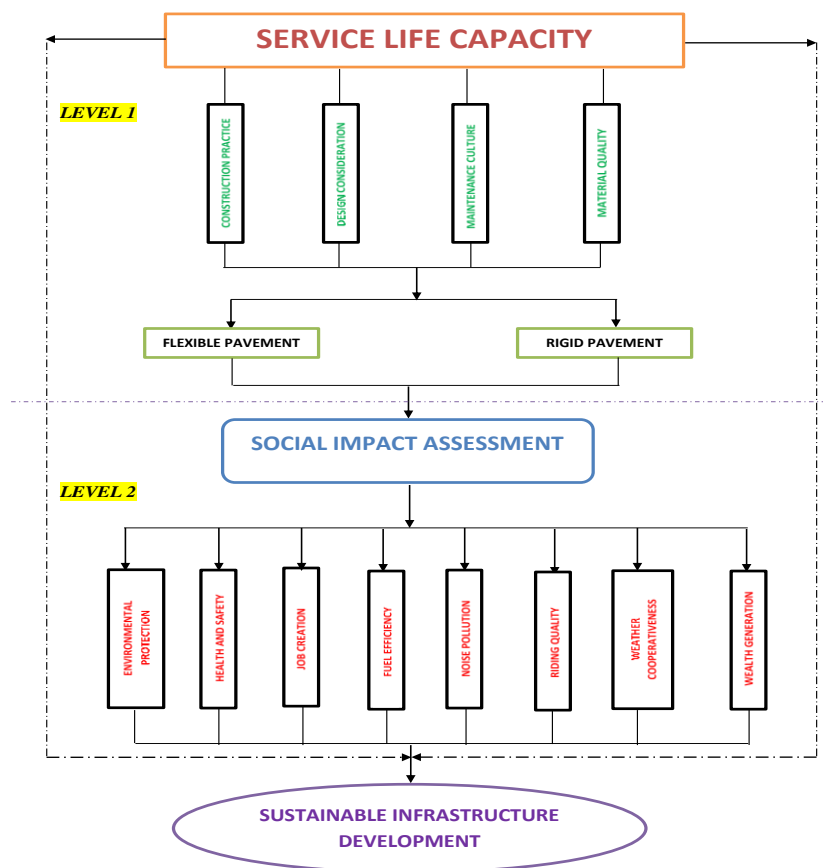 SERVICE LIFE CAPACITY
LEVEL 1
CONSTRUCTION PRACTICE
DESIGN CONSIDERATION
MAINTENANCE CULTURE
MATERIAL QUALITY
FLEXIBLE PAVEMENT
RIGID PAVEMENT
SOCIAL IMPACT ASSESSMENT
LEVEL 2
ENVIRONMENTAL
PROTECTION
HEALTH AND SAFETY
JOB CREATION
FUEL EFFICIENCY
NOISE POLLUTION
RIDING QUALITY
WEATHER
COOPERATIVENESS
WEALTH GENERATION
SUSTAINABLE INFRASTRUCTURE
DEVELOPMENT